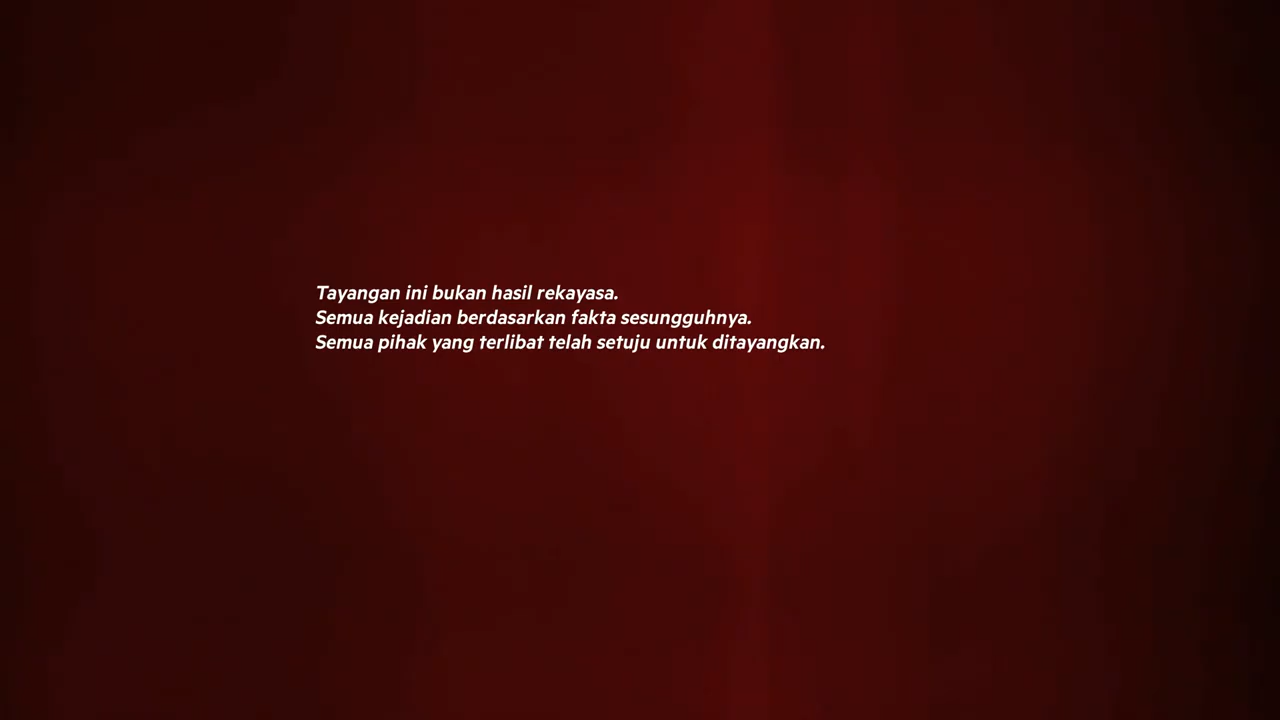 Tayangan ini bukan hasil rekayasa.
Semua kejadian berdasarkan fakta sesungguhnya.
Semua pihak yang terlibat telah setuju untuk ditayangkan.